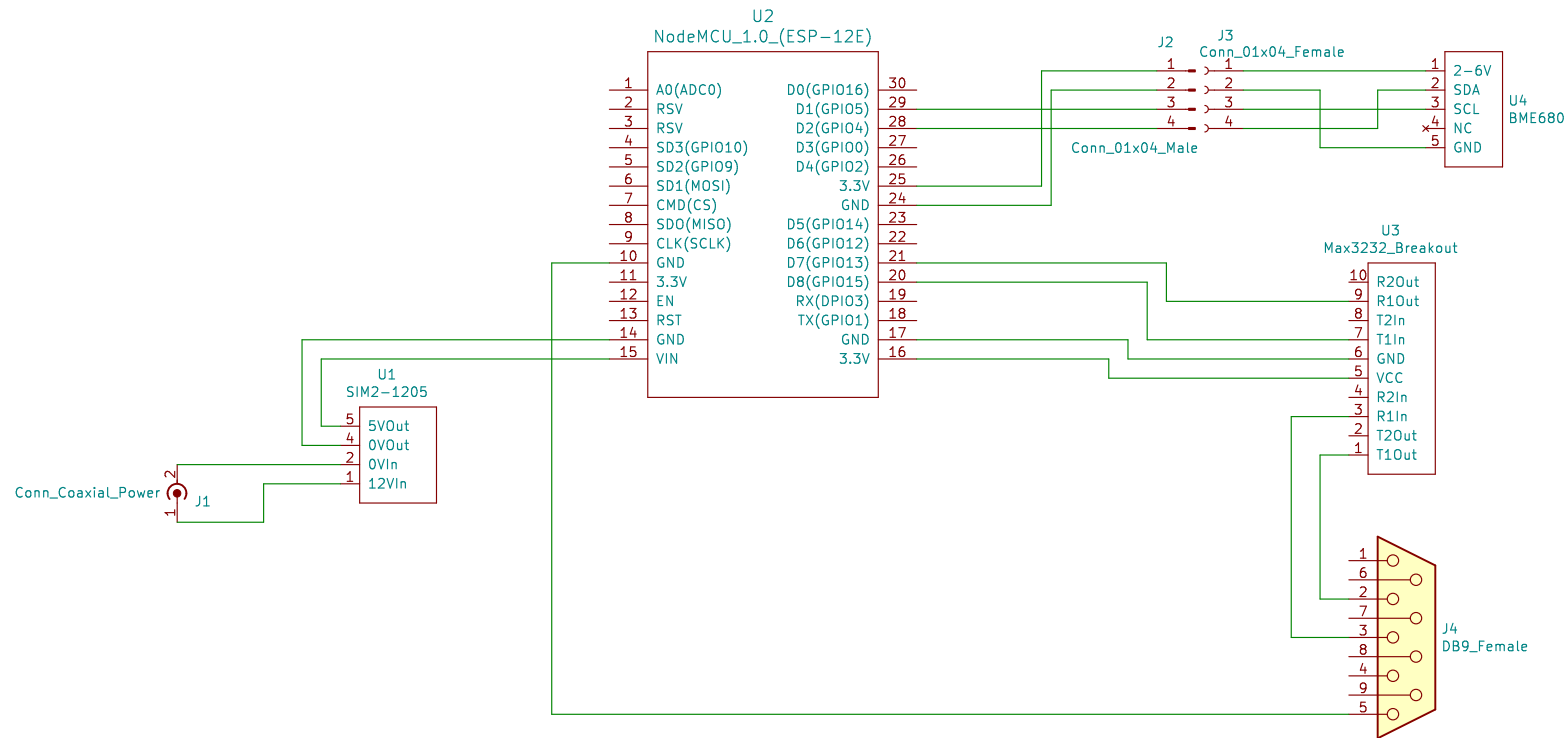 U2
NodeMCU_1.0_(ESP-12E)
1 A0(ADC0)
2 RSV
3 RSV
4 SD3(GPIO10)
5 SD2(GPIO9)
6 SD1(MOSI)
7 CMD(CS)
8 SDO(MISO)
9 CLK(SCLK)
10 GND
11 3.3V
12 EN
13 RST
14 GND
15 VIN
D0(GPIO16) 30
D1(GPIO5) 29
D2(GPIO4) 28
D3(GPIO0) 27
D4(GPIO2) 26
3.3V 25
GND 24
D5(GPIO14) 23
D6(GPIO12) 22
D7(GPIO13) 21
D8(GPIO15) 20
RX(DPIO3) 19
TX(GPIO1) 18
GND 17
3.3V 16
J2
1
2
3
4
Conn_01x04_Male
J3
Conn_01x04_Female
1
2
3
4
1 2-6V
2 SDA
3 SCL
4 NC
5 GND
U4
BME680
U3
Max3232_Breakout
10 R2Out
9 R1Out
8 T2In
7 T1In
6 GND
5 VCC
4 R2In
3 R1In
2 T2Out
1 T1Out
U1
SIM2-1205
5 5VOut
4 0VOut
2 0VIn
1 12VIn
Conn_Coaxial_Power
2
1
J1
1
6
2
7
3
8
4
9
5
J4
DB9_Female